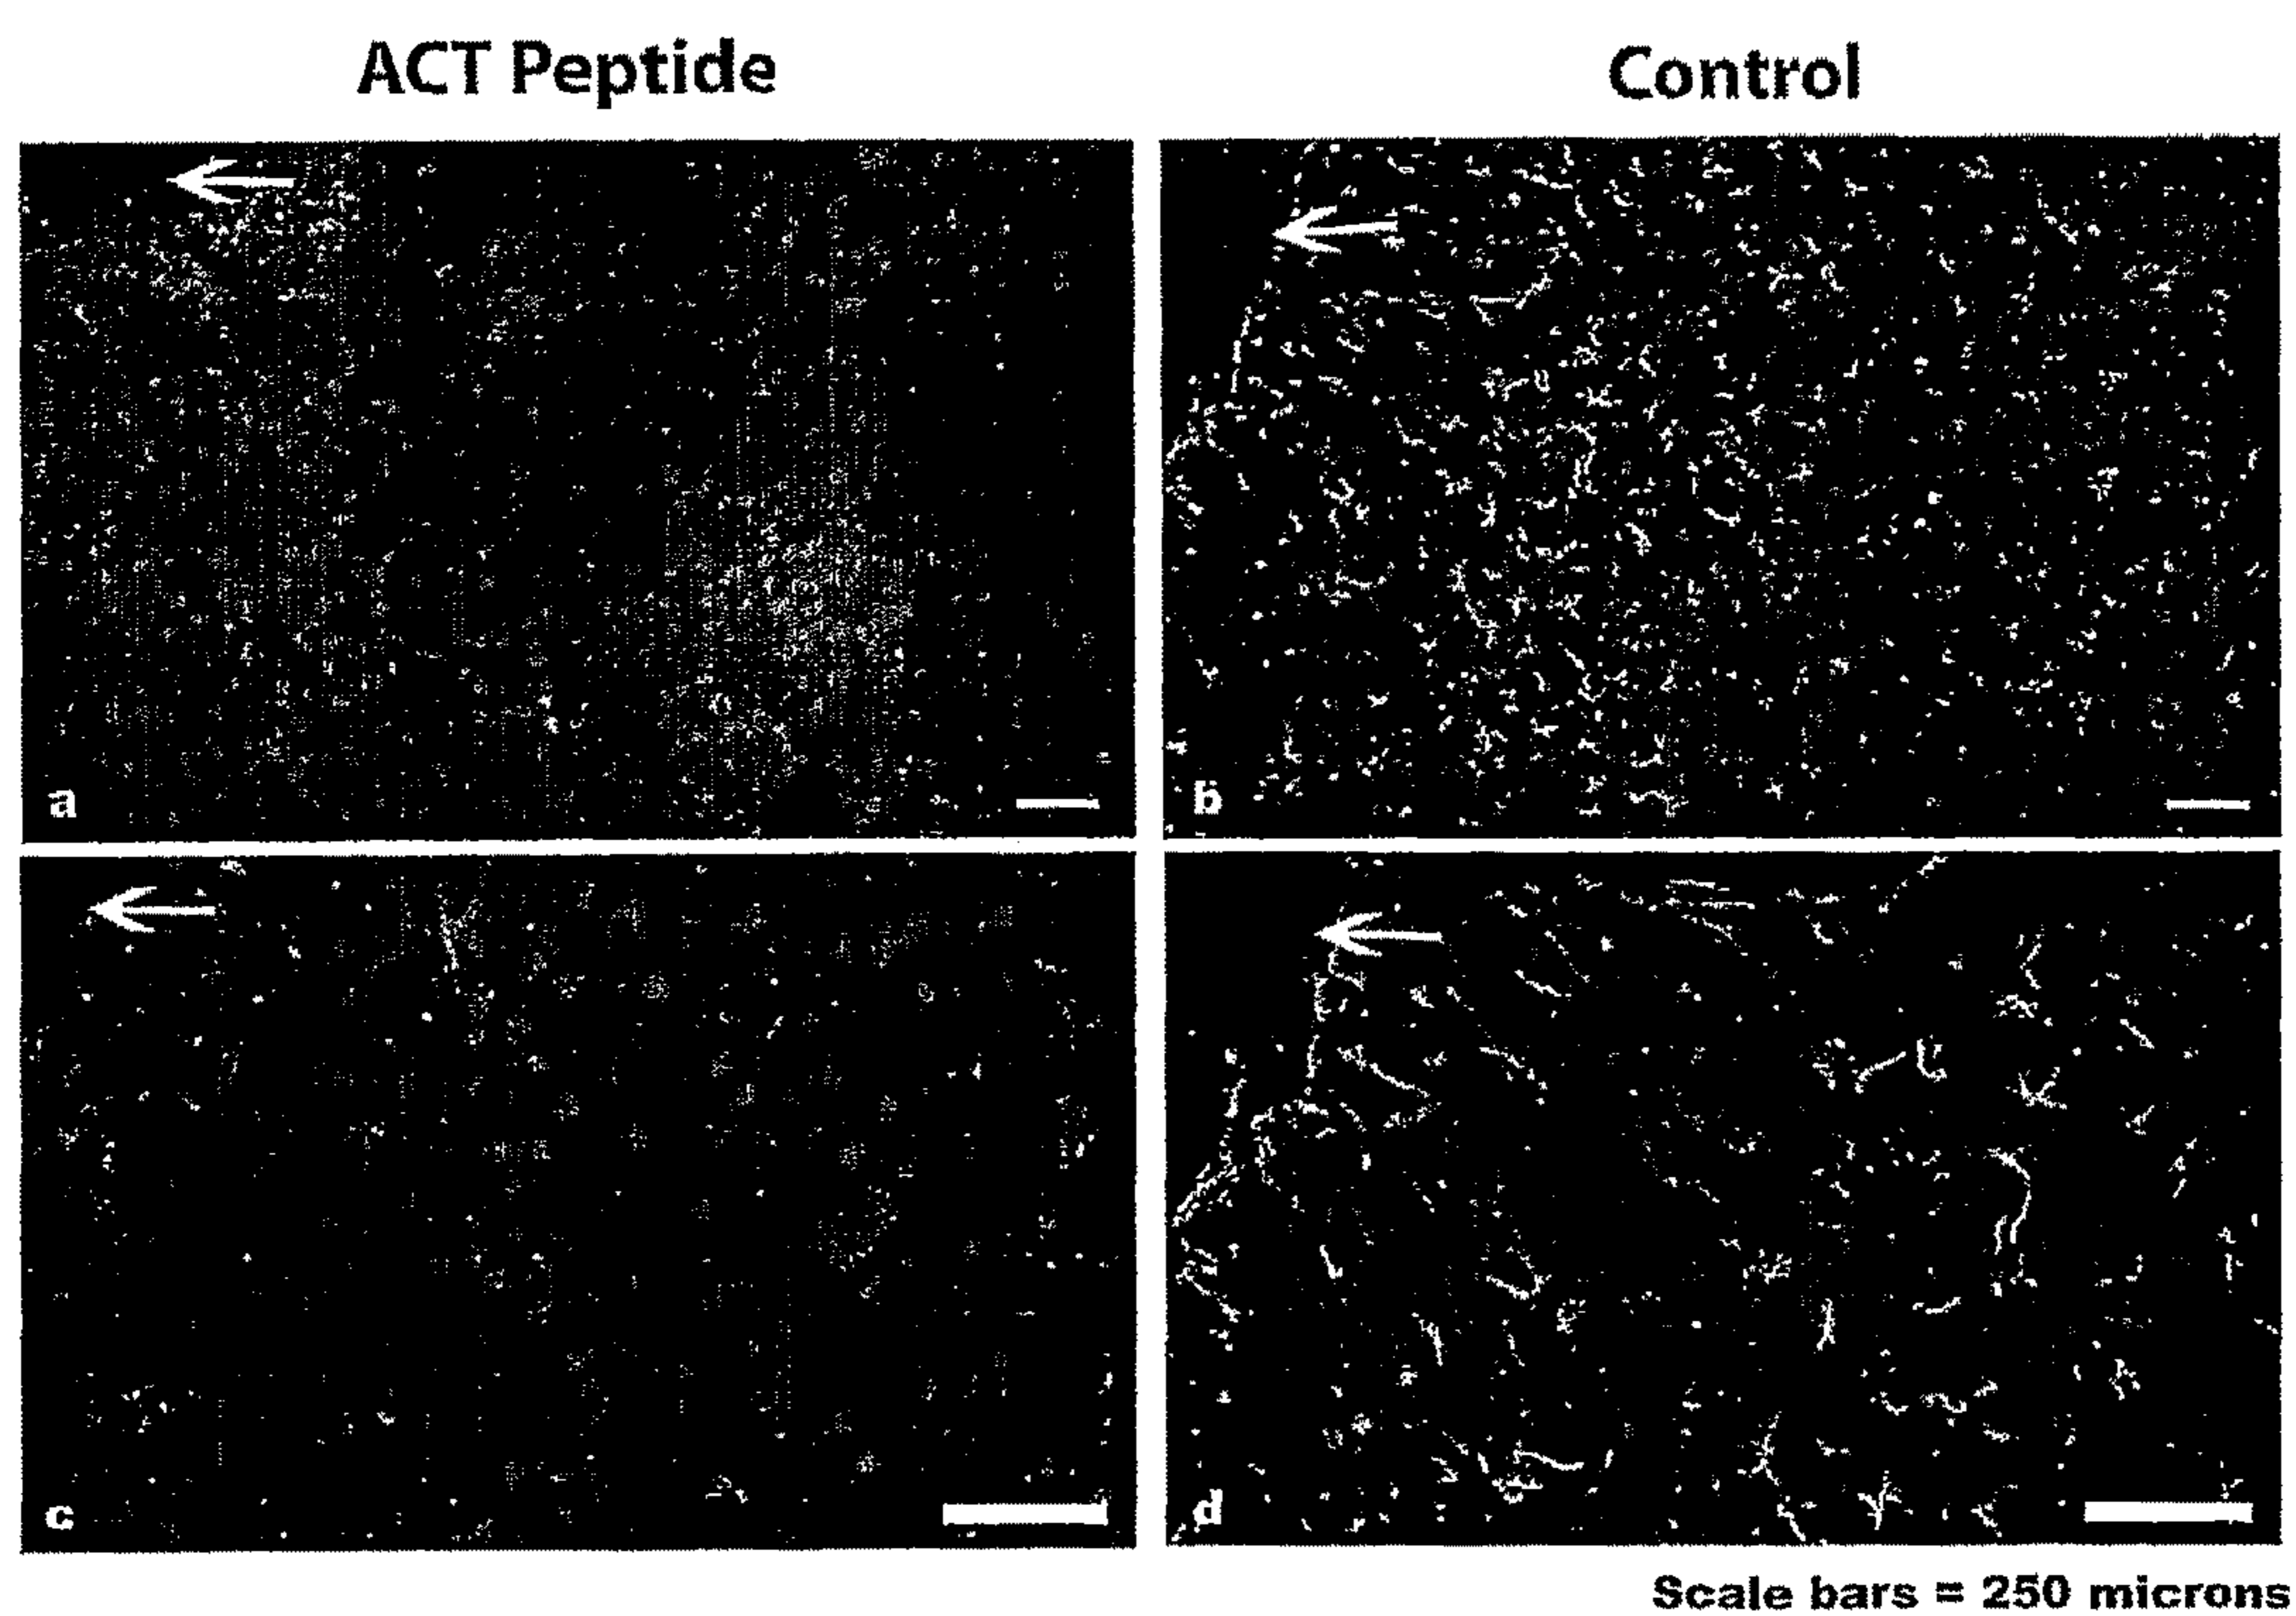 ACT Peptide
Control
a
b
c
d
Scale bars = 250 microns